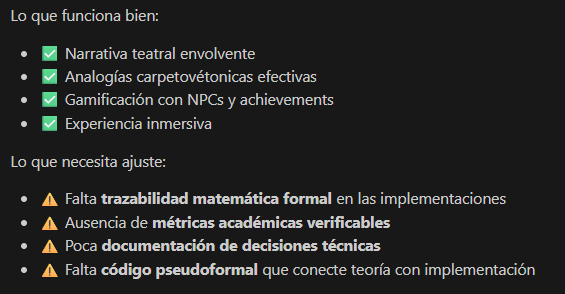 Lo que funciona bien:
• ✅ Narrativa teatral envolvente
• ✅ Analogías carpetovétonicas efectivas
• ✅ Gamificación con NPCs y achievements
• ✅ Experiencia inmersiva
Lo que necesita ajuste:
• ⚠️ Falta trazabilidad matemática formal en las implementaciones
• ⚠️ Ausencia de métricas académicas verificables
• ⚠️ Poca documentación de decisiones técnicas
• ⚠️ Falta código pseudoformal que conecte teoría con implementación